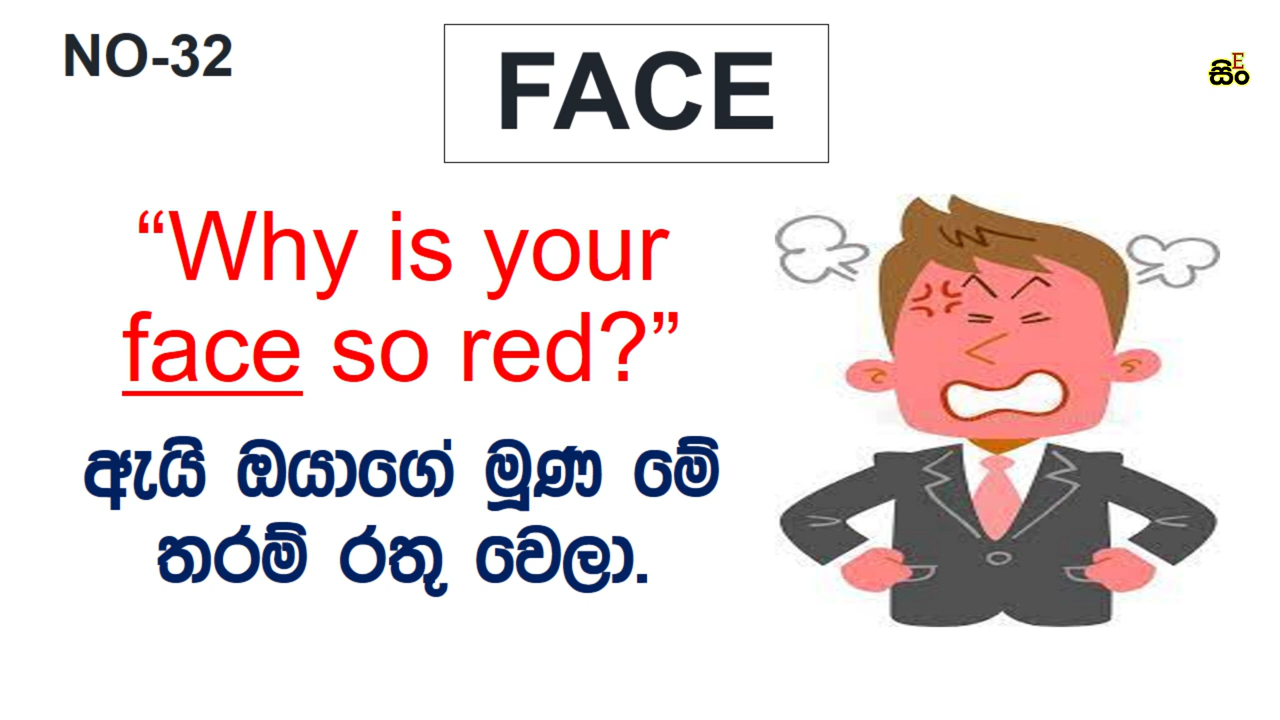 NO-32
FACE
සිං
E
“Why is your
face so red?”
ඇයි ඔයාගේ මූණ මේ
තරම් රතු වෙලා.